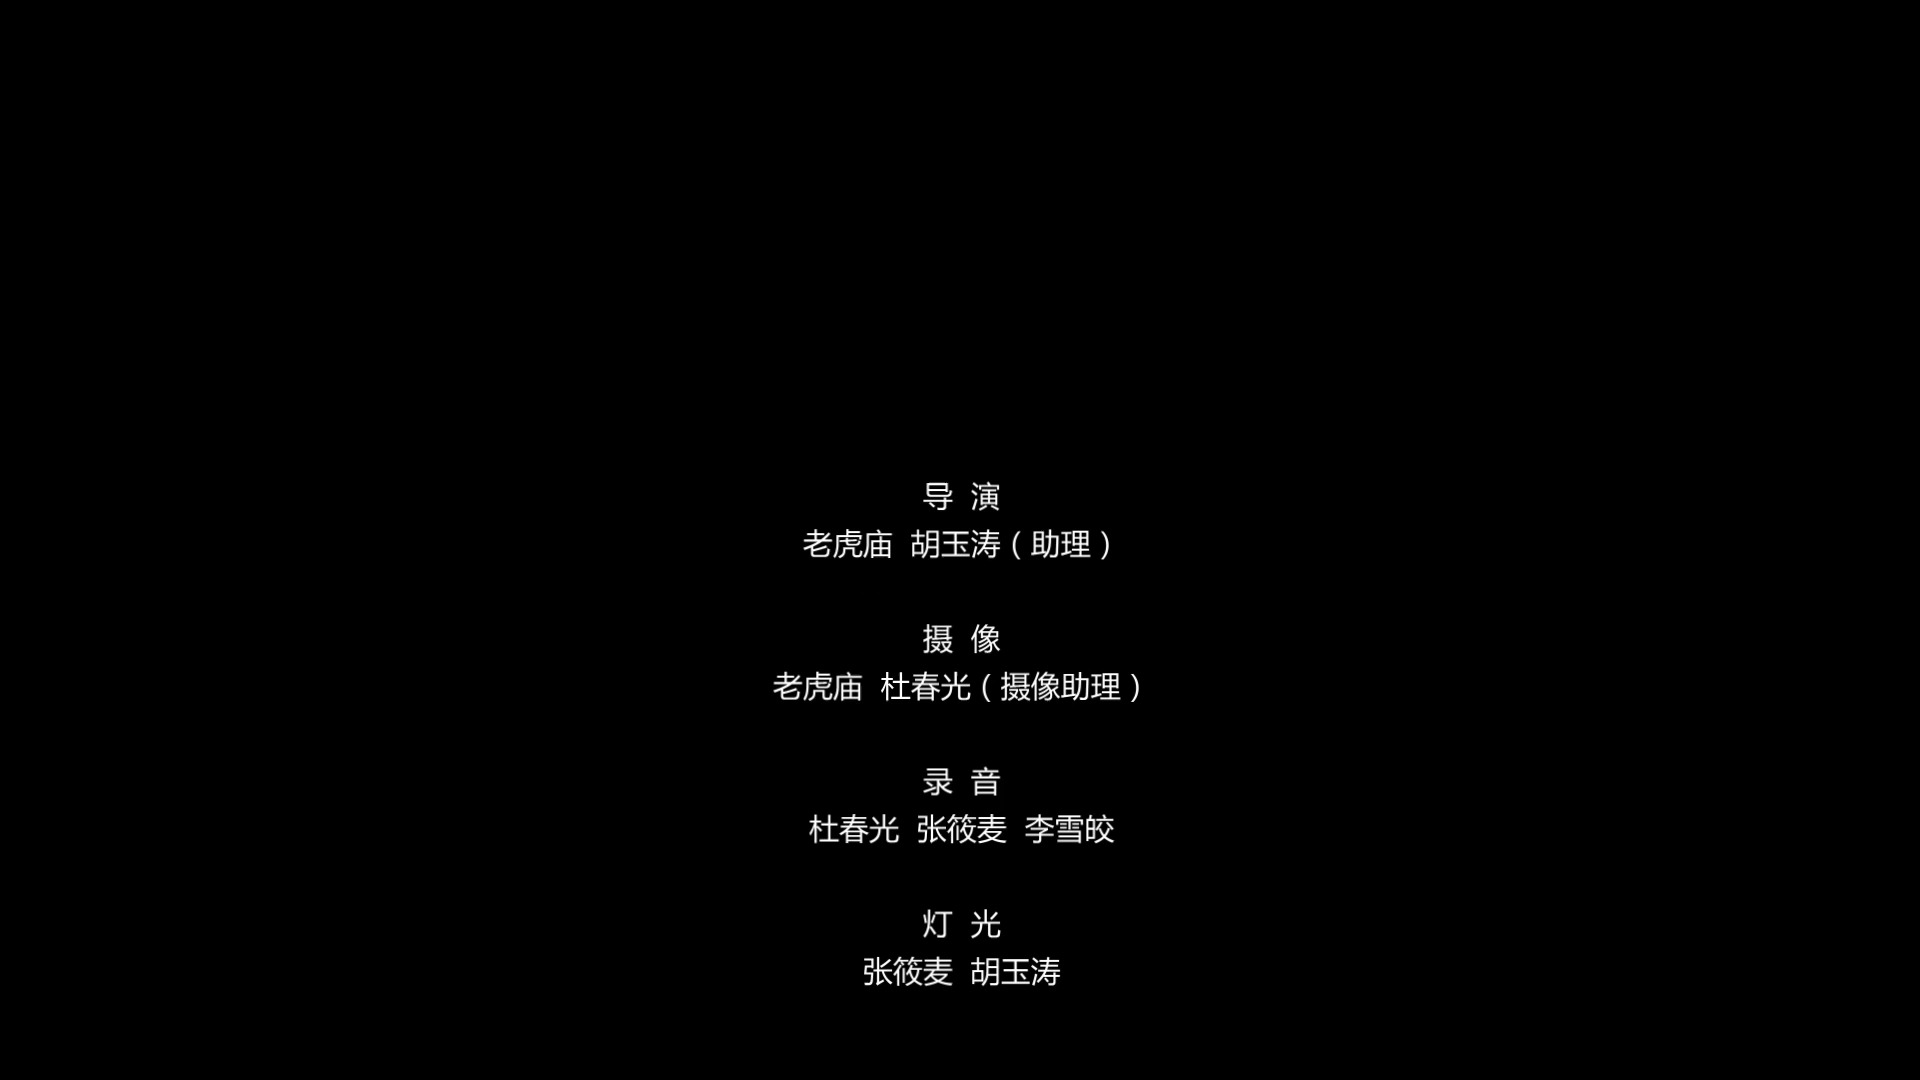 导 演
老虎庙 胡玉涛（助理）
摄 像
老虎庙 杜春光（摄像助理）
录 音
杜春光 张筱麦 李雪皎
灯 光
张筱麦 胡玉涛